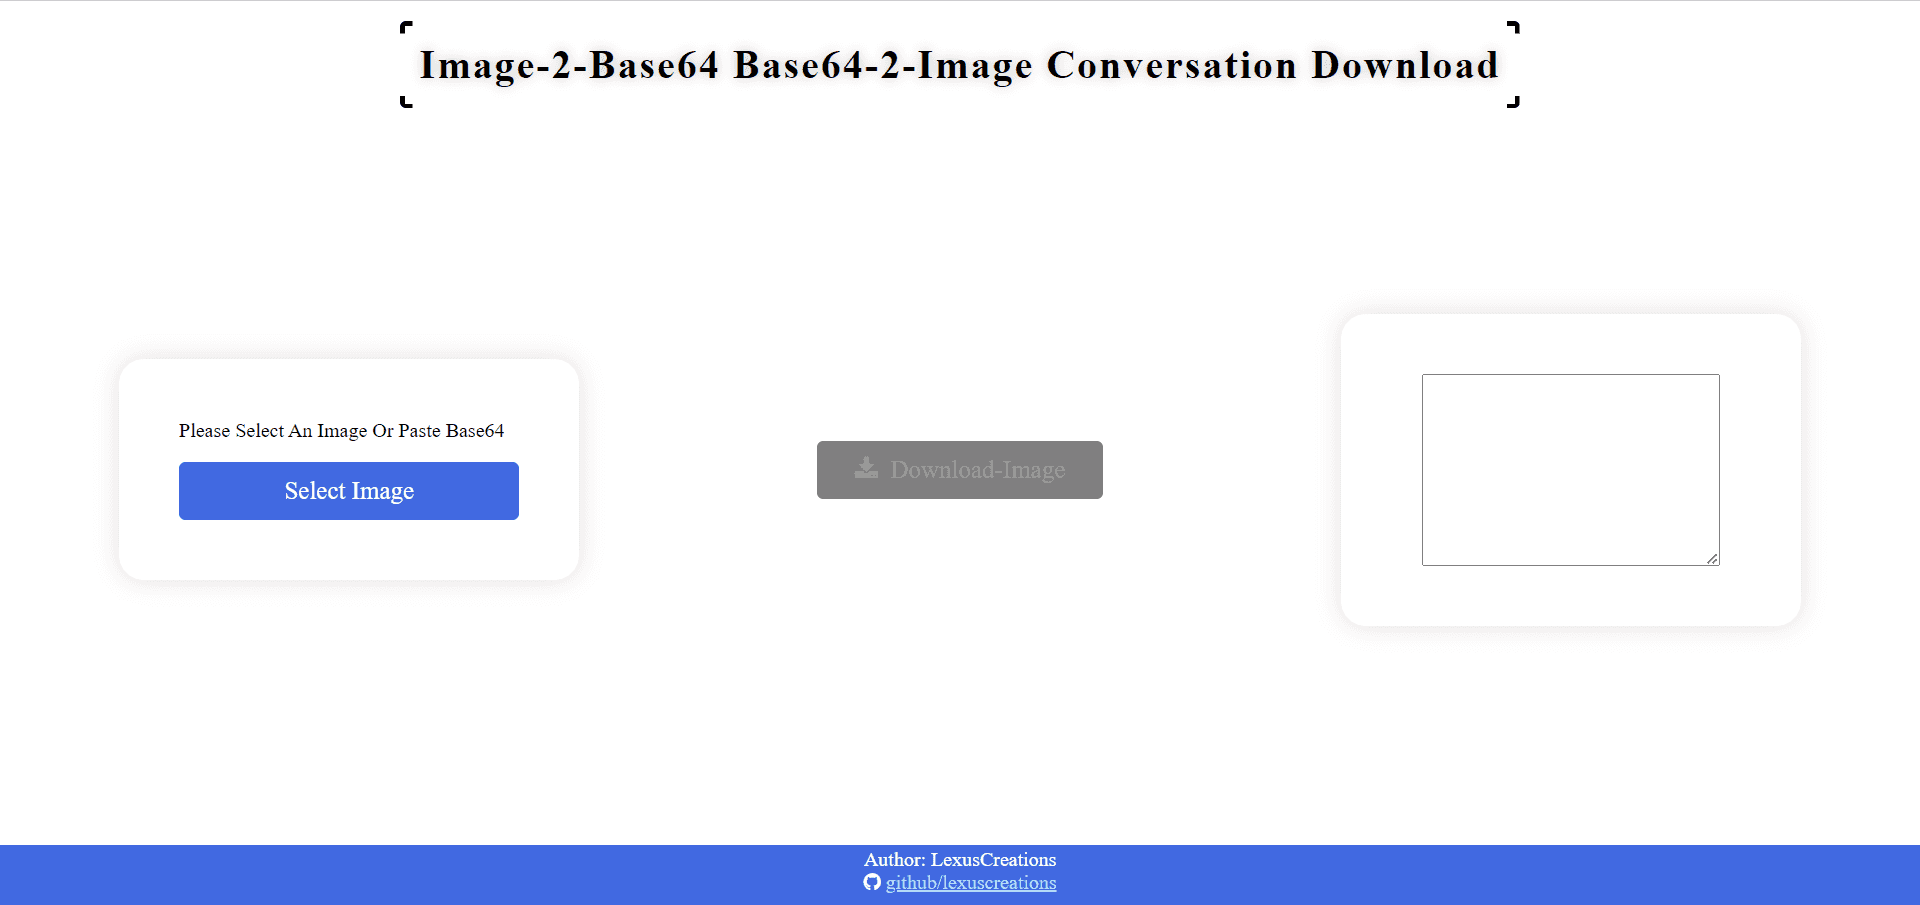 Image-2-Base64 Base64-2-Image Conversation Download
Please Select An Image Or Paste Base64
Select Image
Download-Image
Author: LexusCreations
github/lexuscreations